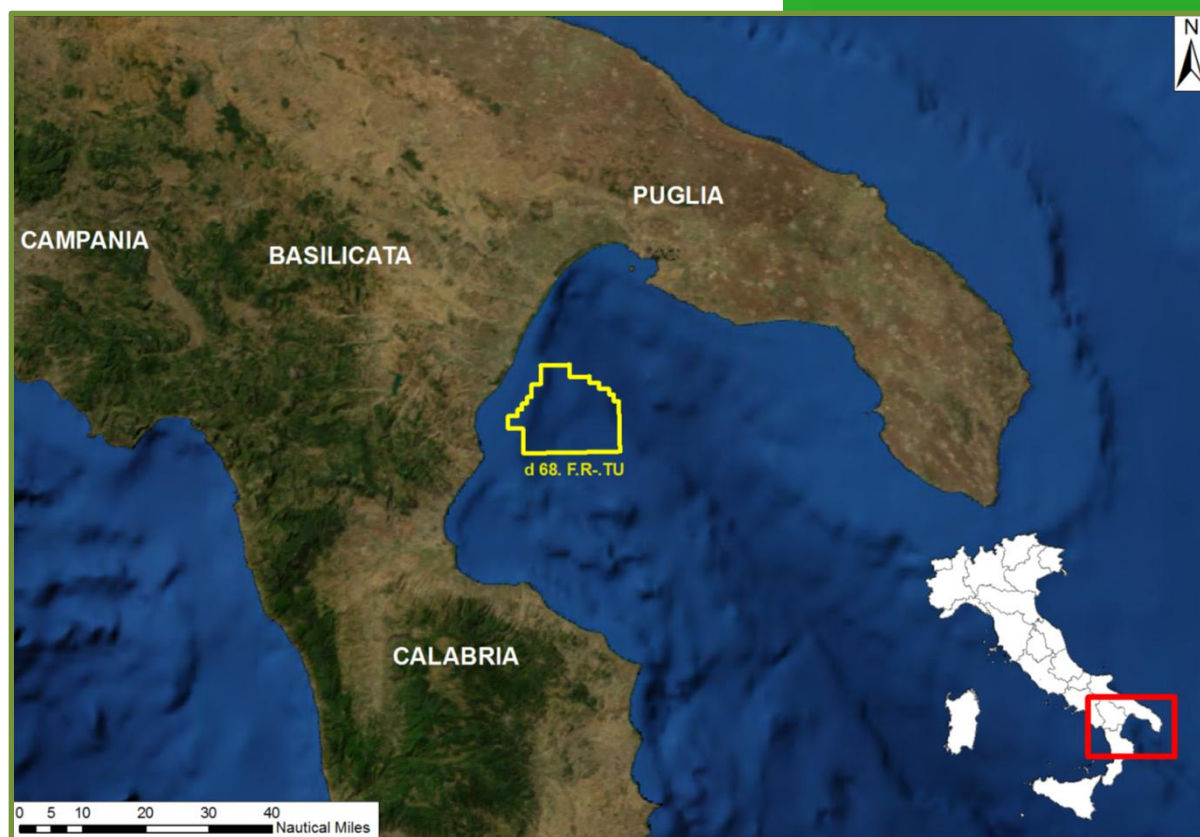 N
PUGLIA
CAMPANIA
BASILICATA
d 68. F.R-.TU
CALABRIA
0 5 10 20 30 40
Nautical Miles